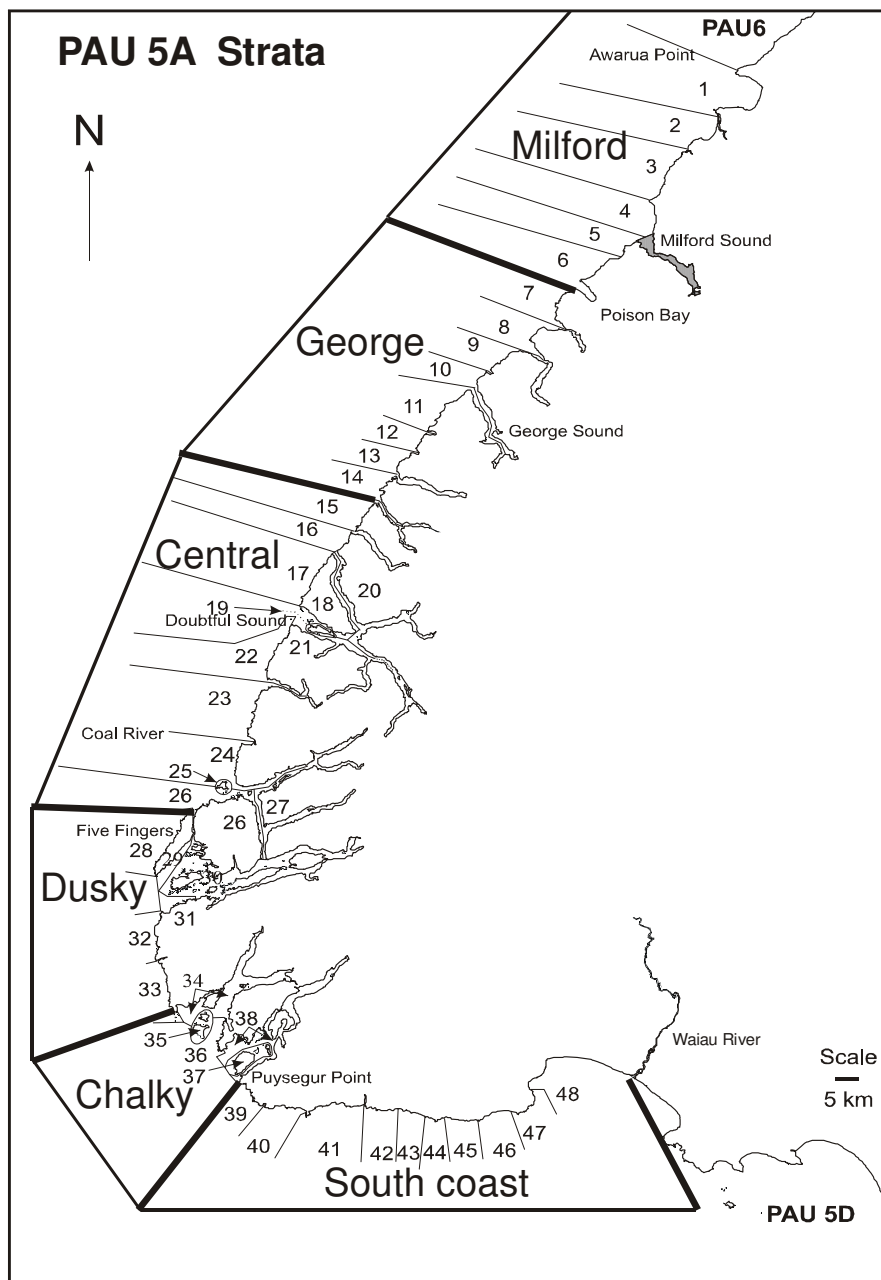 PAU 5A Strata
PAU6
Awarua Point
N
1
2
Milford
3
4
5
Milford Sound
6
7
Poison Bay
8
George
9
10
11
George Sound
12
13
14
15
16
Central
17
20
19
18
Doubtful Sound
21
22
23
Coal River
24
25
26
27
26
Five Fingers
28
29
Dusky
31
32
33
34
35
38
36
37
Puysegur Point
Chalky
39
40
41
42
43
44
45
46
47
48
South coast
Waiau River
Scale
5 km
PAU 5D